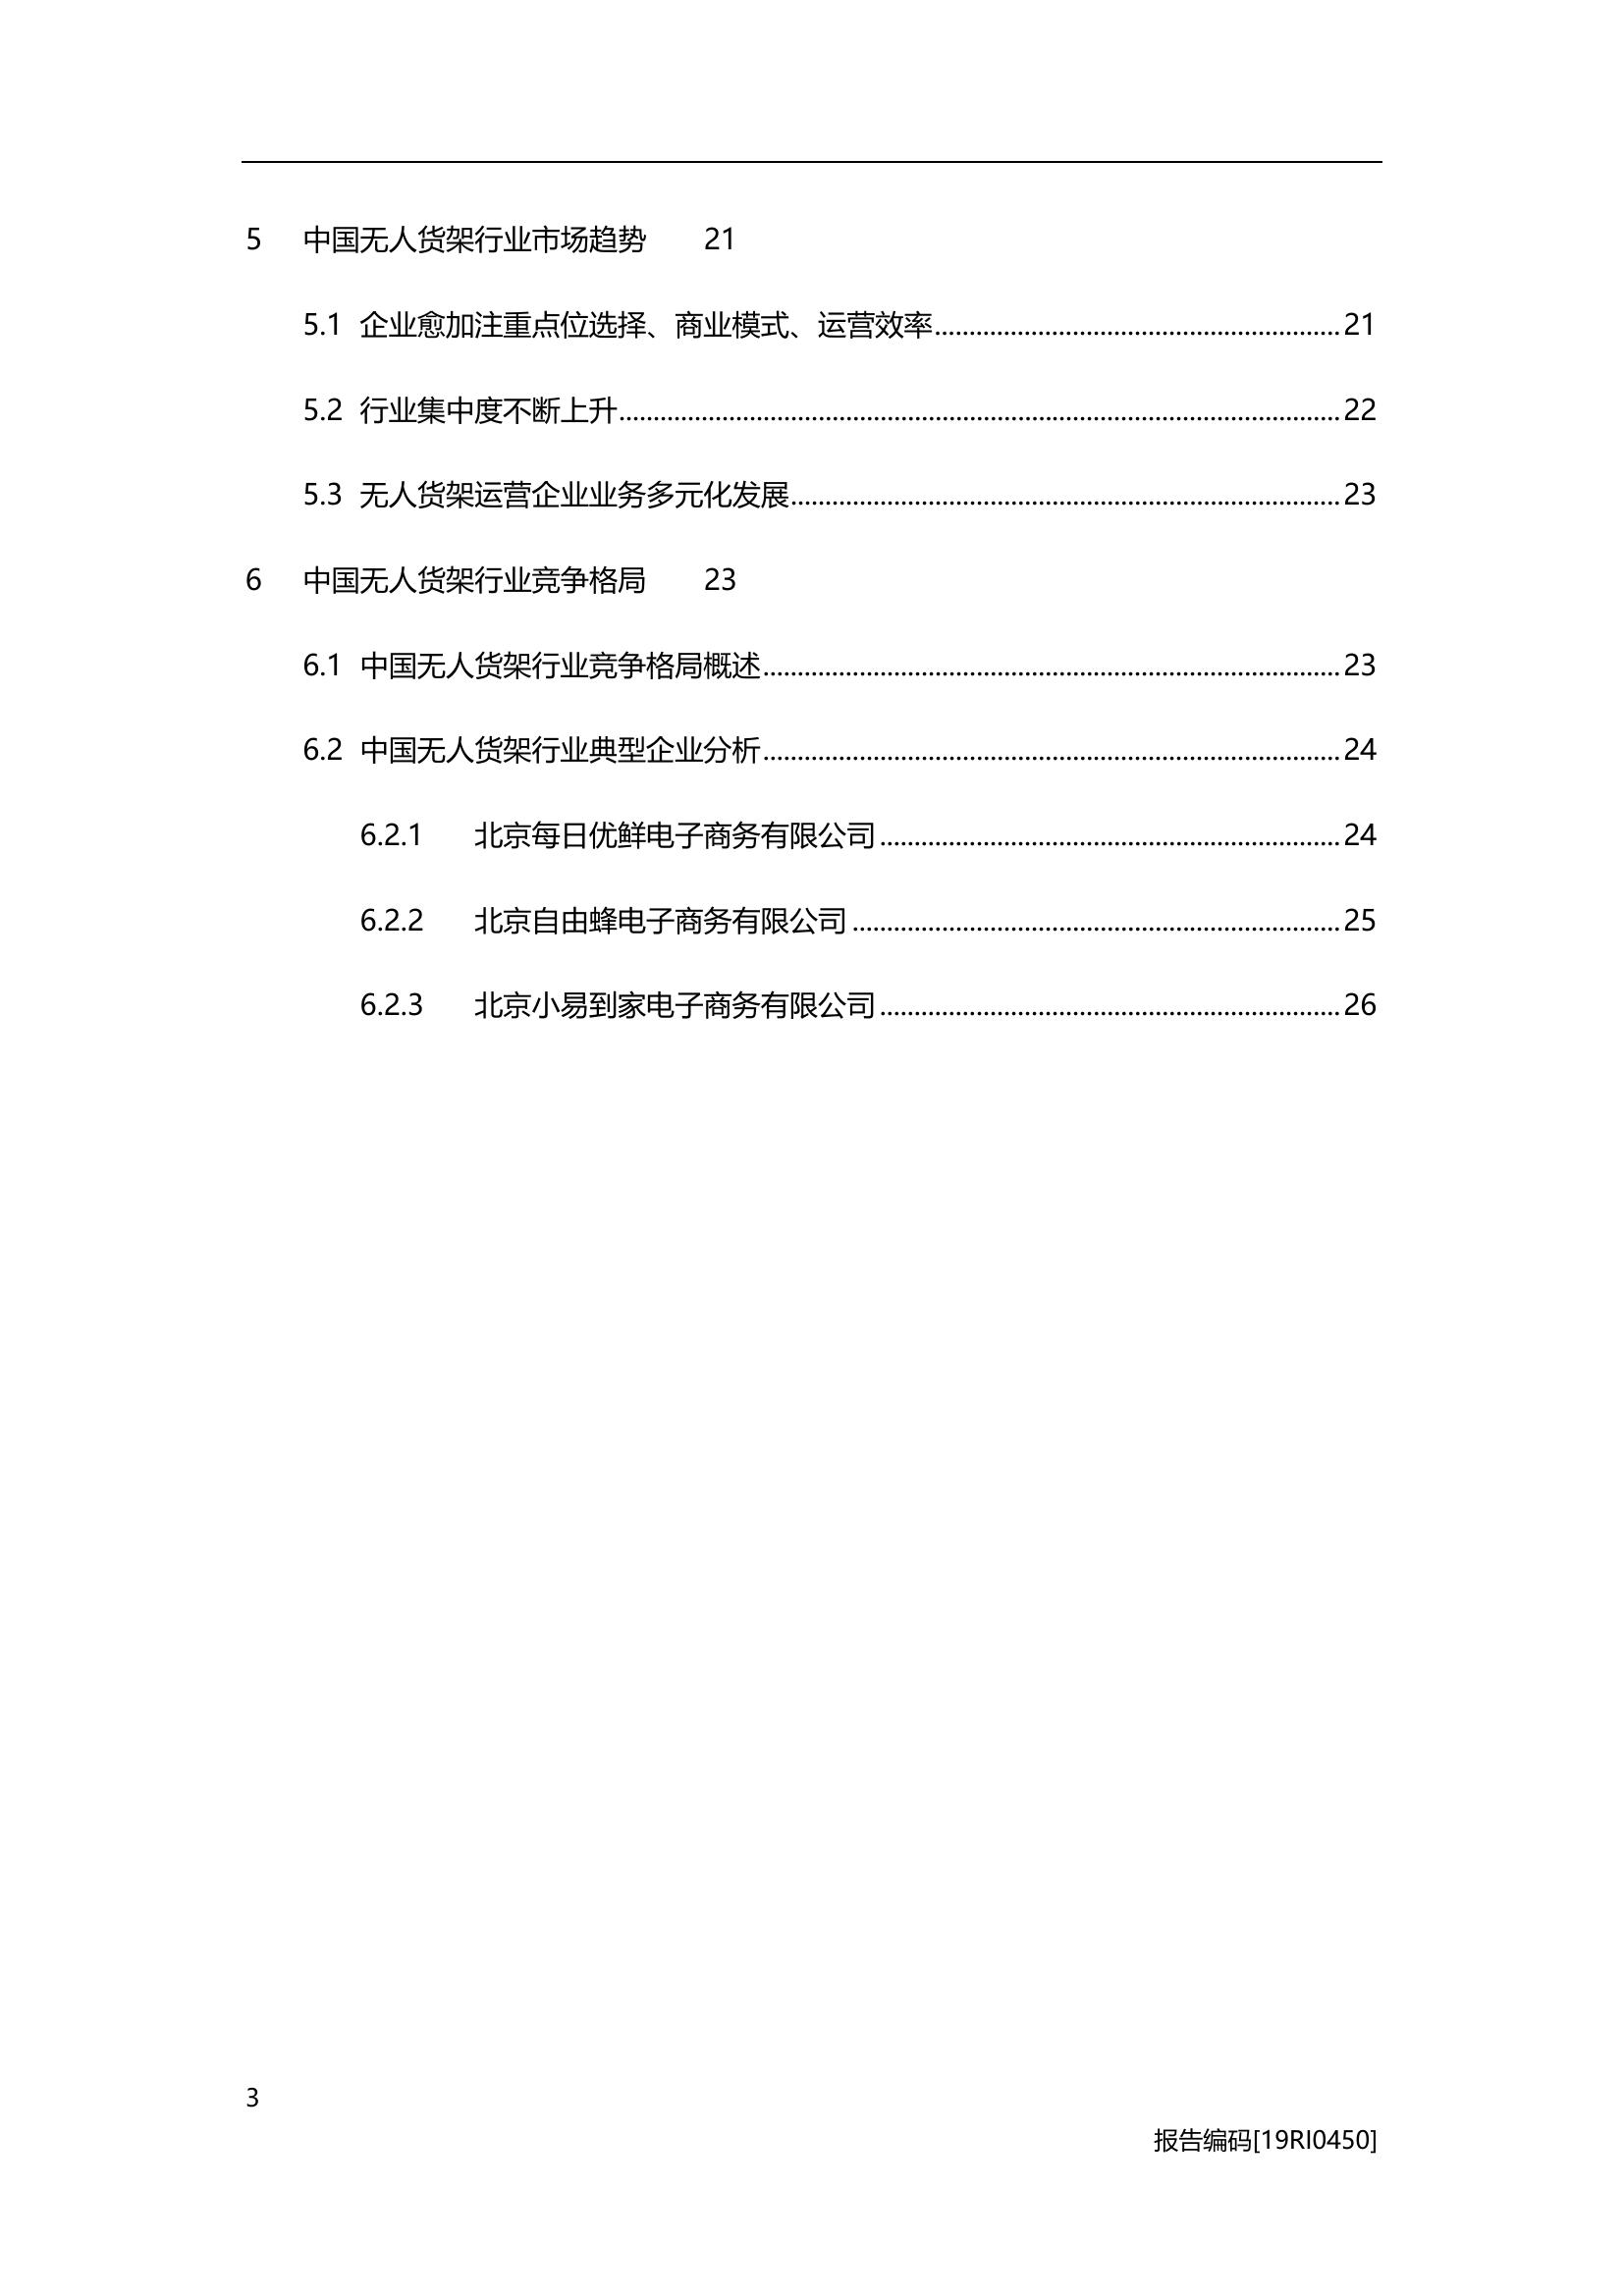 5 中国无人货架行业市场趋势 21
5.1 企业愈加注重点位选择、商业模式、运营效率 21
5.2 行业集中度不断上升 22
5.3 无人货架运营企业业务多元化发展 23
6 中国无人货架行业竞争格局 23
6.1 中国无人货架行业竞争格局概述 23
6.2 中国无人货架行业典型企业分析 24
6.2.1 北京每日优鲜电子商务有限公司 24
6.2.2 北京自由蜂电子商务有限公司 25
6.2.3 北京小易到家电子商务有限公司 26
3
报告编码[19RI0450]